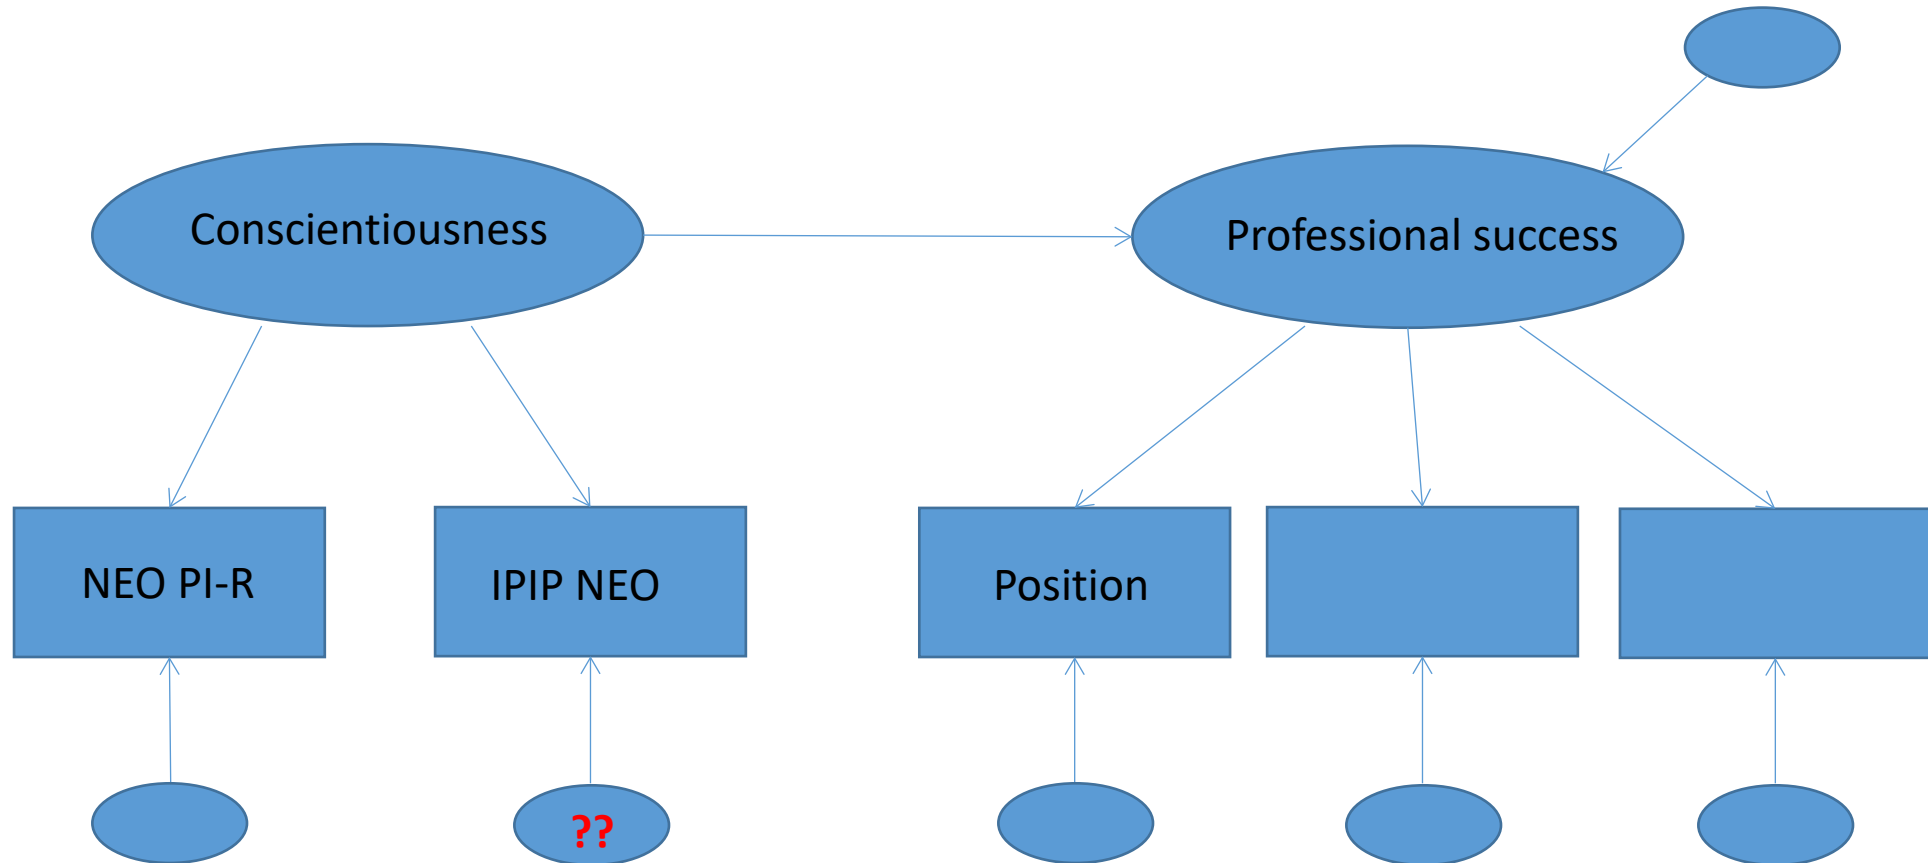 Conscientiousness
Professional success
NEO PI-R
IPIP NEO
Position
??